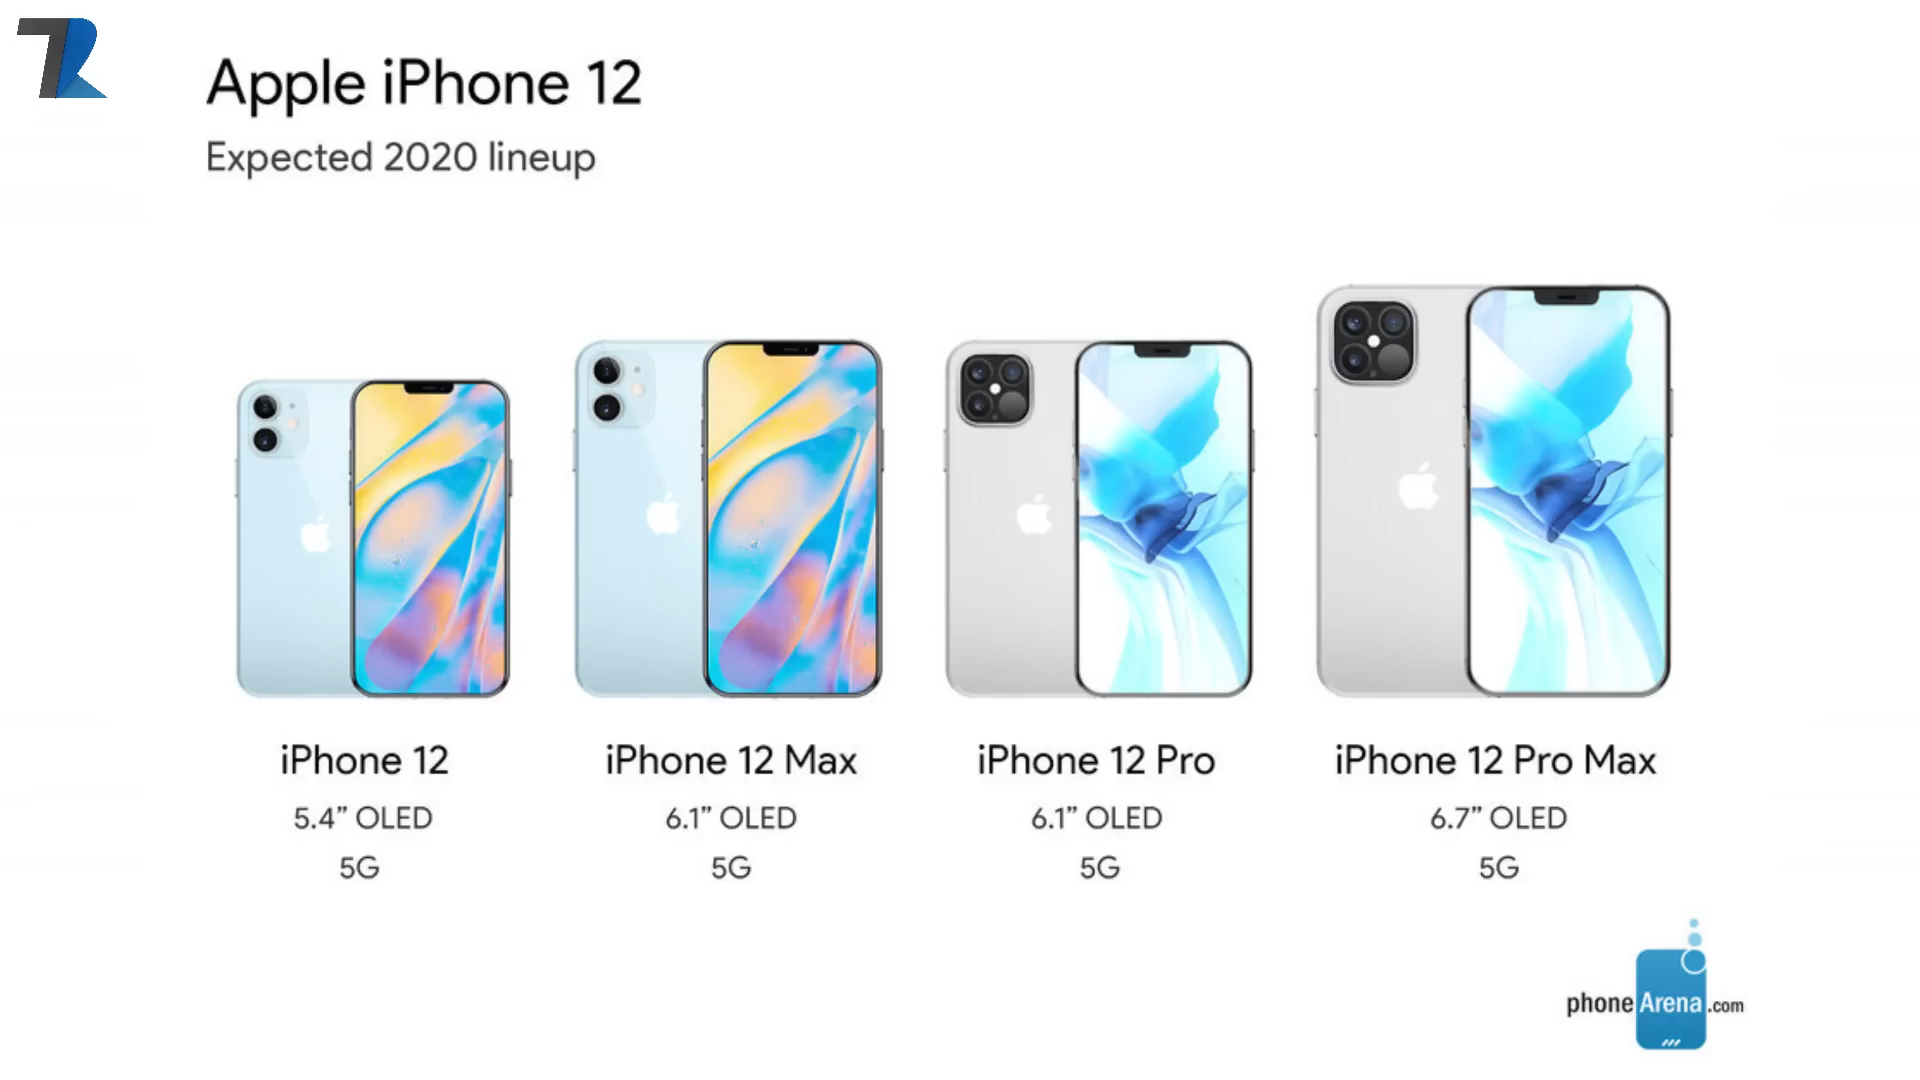 Apple iPhone 12
Expected 2020 lineup
iPhone 12
5.4” OLED
5G
iPhone 12 Max
6.1” OLED
5G
iPhone 12 Pro
6.1” OLED
5G
iPhone 12 Pro Max
6.7” OLED
5G
phoneArena.com